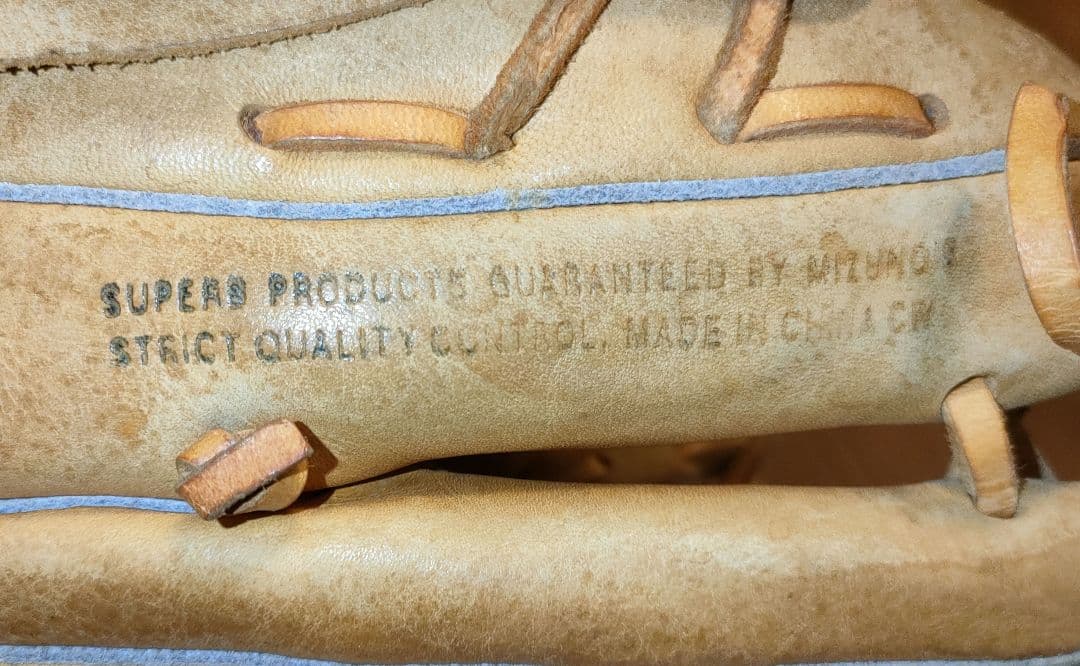 SUPERB PRODUCTS GUARANTEED BY MIZUNO'S
STRICT QUALITY CONTROL. MADE IN CHINA